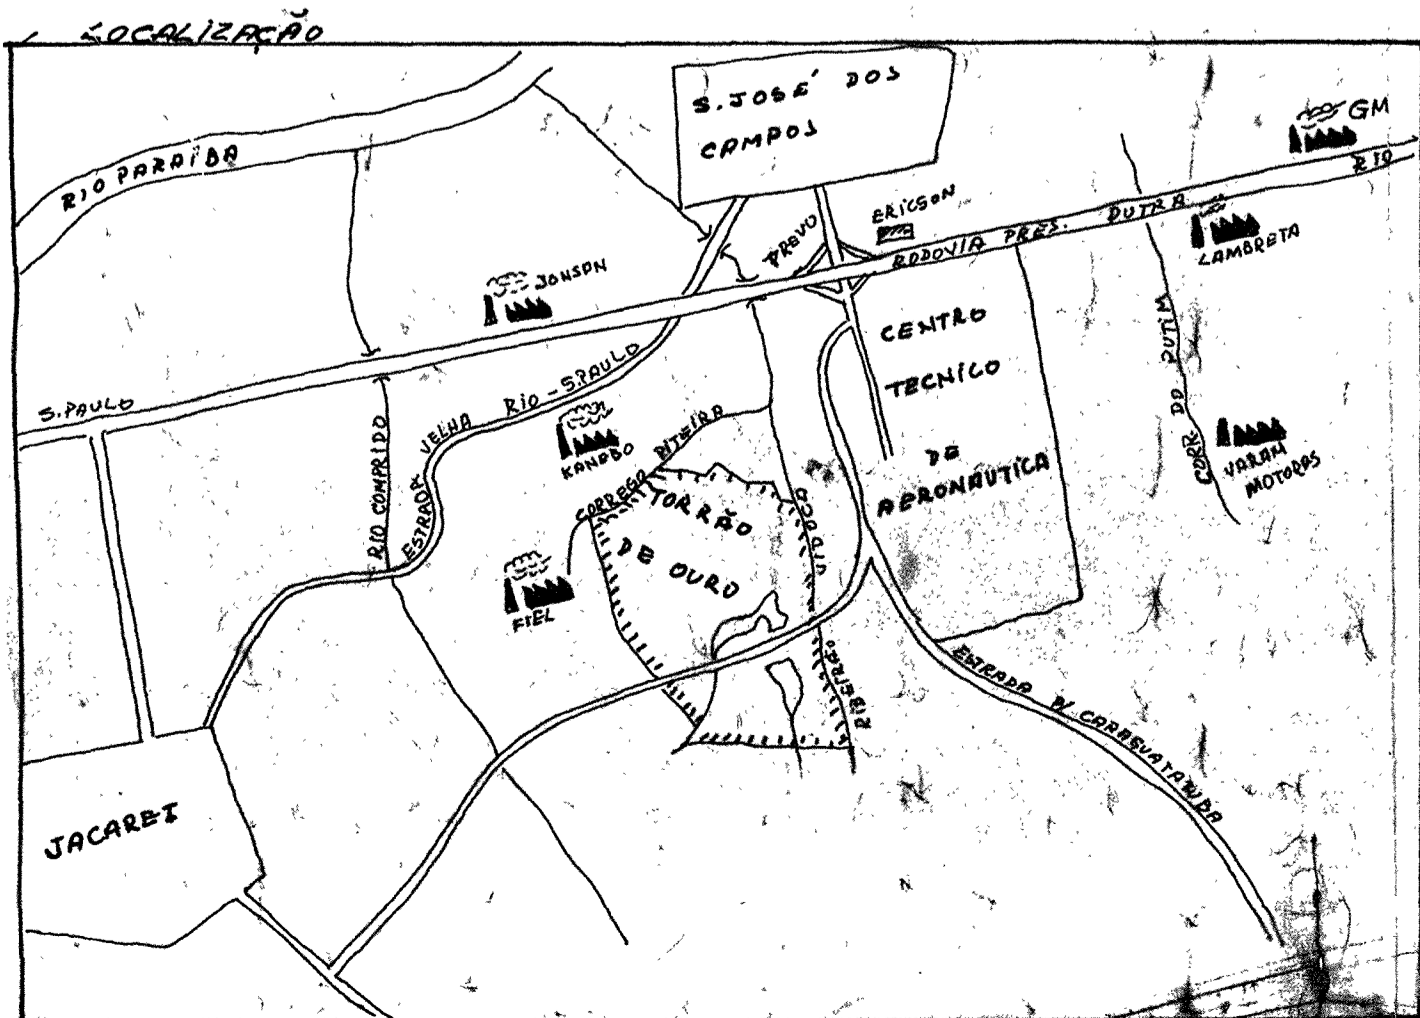 LOCALIZAÇÃO
S. JOSÉ DOS
CAMPOS
GM
RIO PARAÍBA
RIO
ERICSON
RODOVIA PRES. DUTRA
LAMBRETA
JONSON
CENTRO
TECNICO
DE
AERONÁUTICA
CORR. DO PUTIM
S.PAULO
ESTRADA VELHA RIO - S.PAULO
RIO COMPRIDO
KANEBO
CORREGO PITEIRA
VARAM
MOTORES
TORRÃO
DE OURO
FIEL
RIBEIRÃO VIDOCA
ESTRADA P/ CARAGUATATUBA
JACAREI